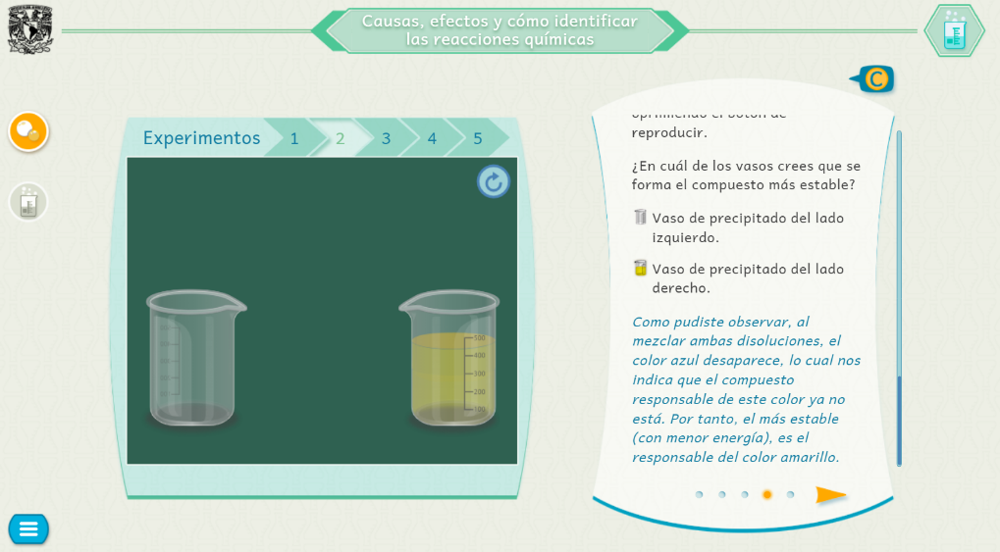 Causas, efectos y cómo identificar
las reacciones químicas
C
Experimentos 1 2 3 4 5
500
400
300
200
100
oprimiendo el botón de
reproducir.
¿En cuál de los vasos crees que se
forma el compuesto más estable?
Vaso de precipitado del lado
izquierdo.
Vaso de precipitado del lado
derecho.
Como pudiste observar, al
mezclar ambas disoluciones, el
color azul desaparece, lo cual nos
indica que el compuesto
responsable de este color ya no
está. Por tanto, el más estable
(con menor energía), es el
responsable del color amarillo.